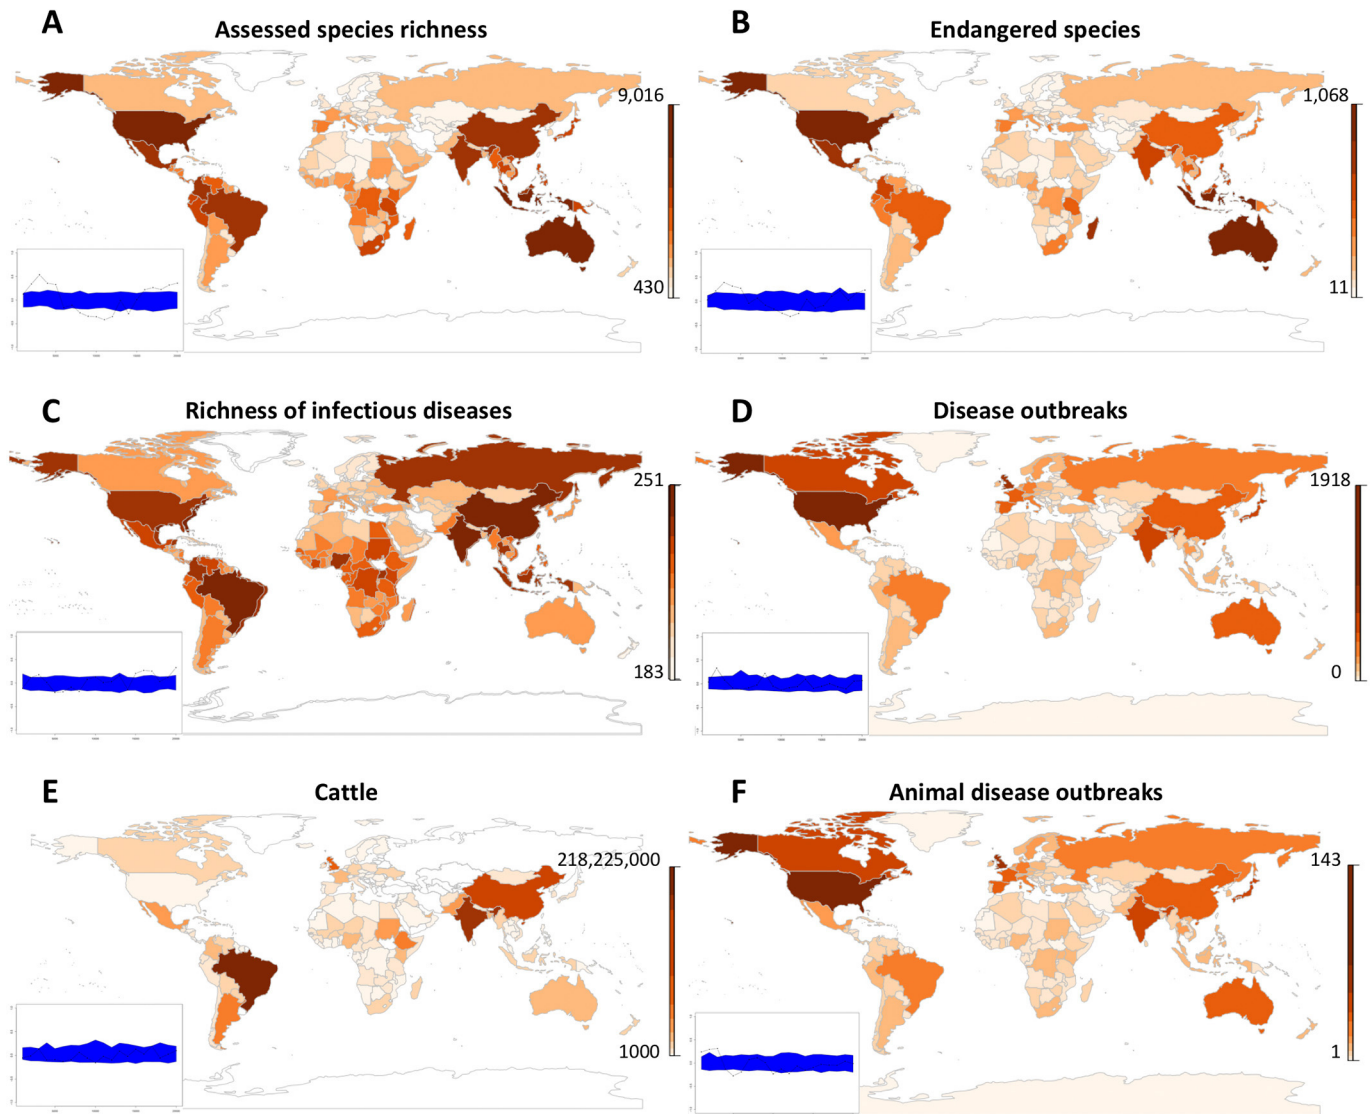 A
Assessed species richness
9,016
430
B
Endangered species
1,068
11
C
Richness of infectious diseases
251
183
D
Disease outbreaks
1918
0
E
Cattle
218,225,000
1000
F
Animal disease outbreaks
143
1